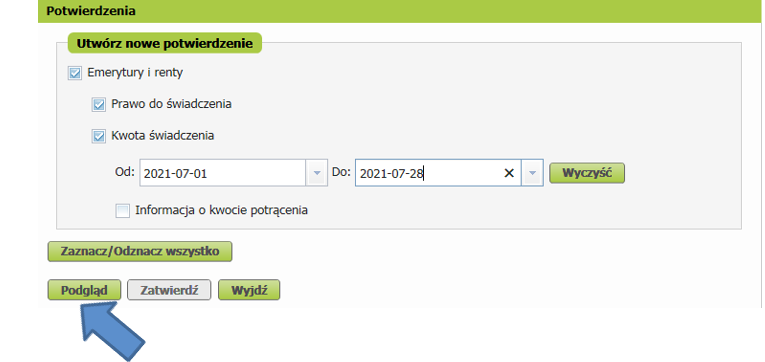 Potwierdzenia
Utwórz nowe potwierdzenie
Emerytury i renty
Prawo do świadczenia
Kwota świadczenia
Od: 2021-07-01 Do: 2021-07-28 Wyczyść
Informacja o kwocie potrącenia
Zaznacz/Odznacz wszystko
Podgląd Zatwierdź Wyjdź